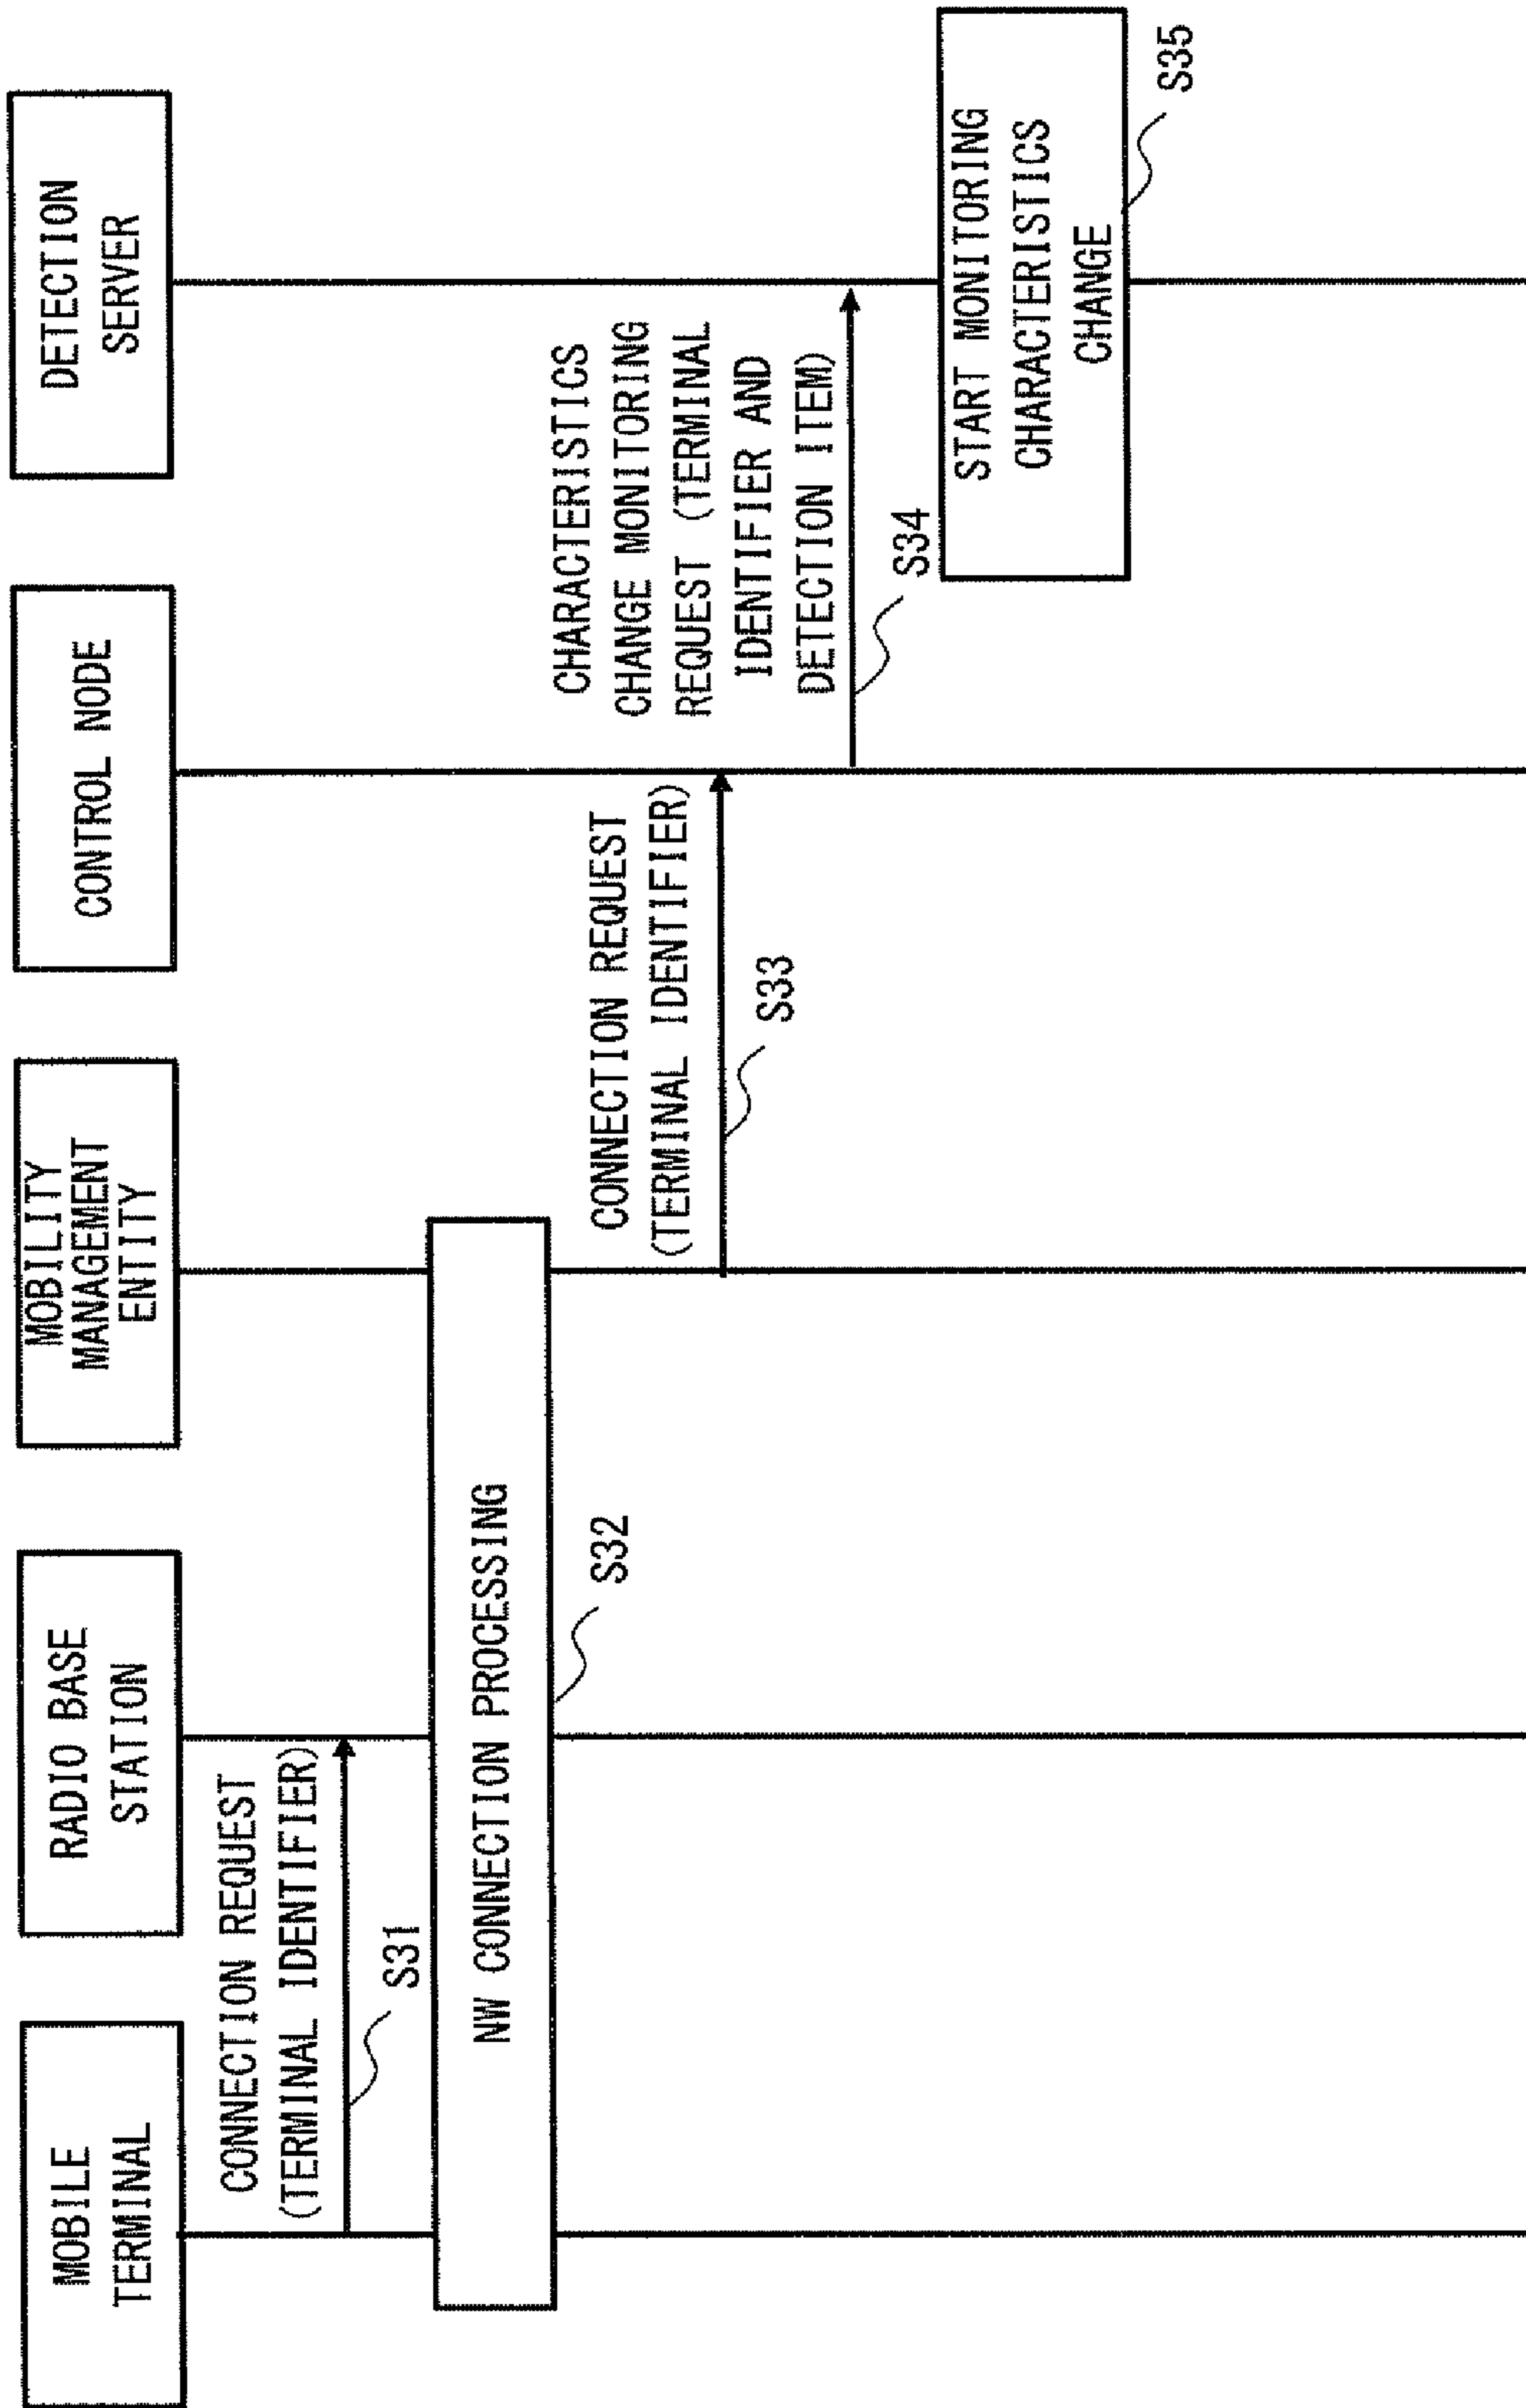 MOBILE
TERMINAL
RADIO BASE
STATION
MOBILITY
MANAGEMENT
ENTITY
CONTROL NODE
DETECTION
SERVER
CONNECTION REQUEST
(TERMINAL IDENTIFIER)
S31
NW CONNECTION PROCESSING
S32
CONNECTION REQUEST
(TERMINAL IDENTIFIER)
S33
CHARACTERISTICS
CHANGE MONITORING
REQUEST (TERMINAL
IDENTIFIER AND
DETECTION ITEM)
S34
START MONITORING
CHARACTERISTICS
CHANGE
S35